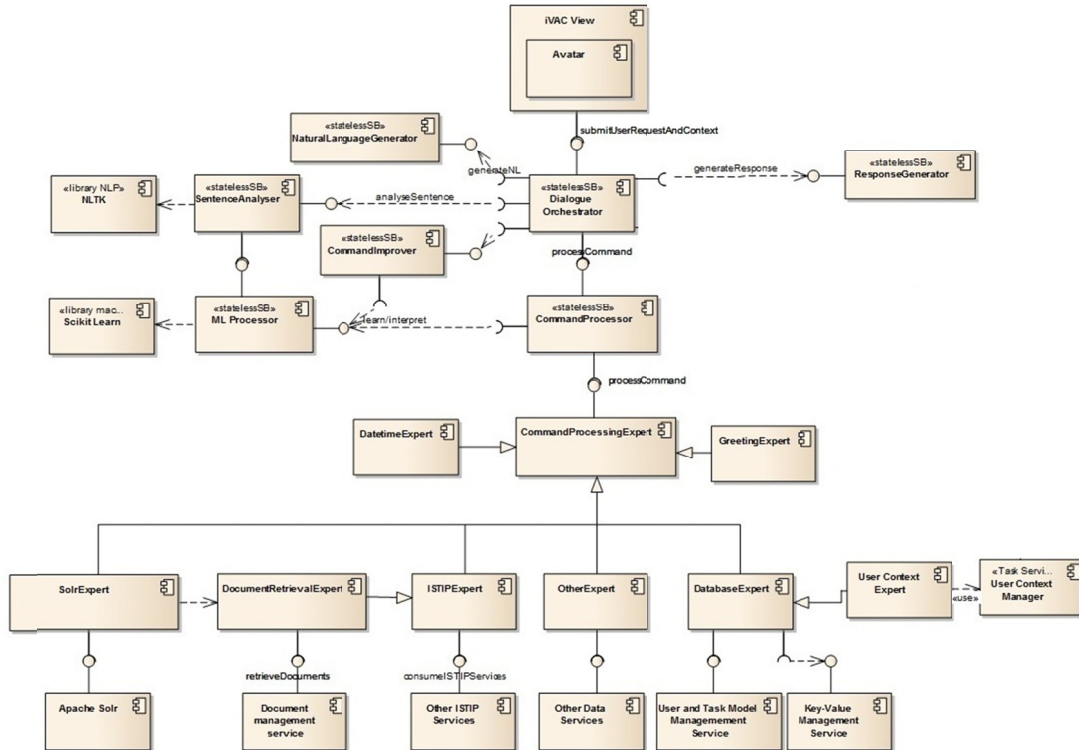 iVAC View
Avatar
submitUserRequestAndContext
«statelessSB»
NaturalLanguageGenerator
generateNL
generateResponse
«statelessSB»
ResponseGenerator
«library NLP»
NLTK
«statelessSB»
SentenceAnalyser
analyseSentence
«statelessSB»
Dialogue
Orchestrator
«statelessSB»
CommandImprover
processCommand
«library mac...
Scikit Learn
«statelessSB»
ML Processor
learn/interpret
«statelessSB»
CommandProcessor
processCommand
DatetimeExpert
CommandProcessingExpert
GreetingExpert
SolrExpert
DocumentRetrievalExpert
ISTIPExpert
OtherExpert
DatabaseExpert
User Context
Expert
«use»
«Task Servi...
User Context
Manager
retrieveDocuments
consumeISTIPServices
Apache Solr
Document
management
service
Other ISTIP
Services
Other Data
Services
User and Task Model
Managemement
Service
Key-Value
Management
Service